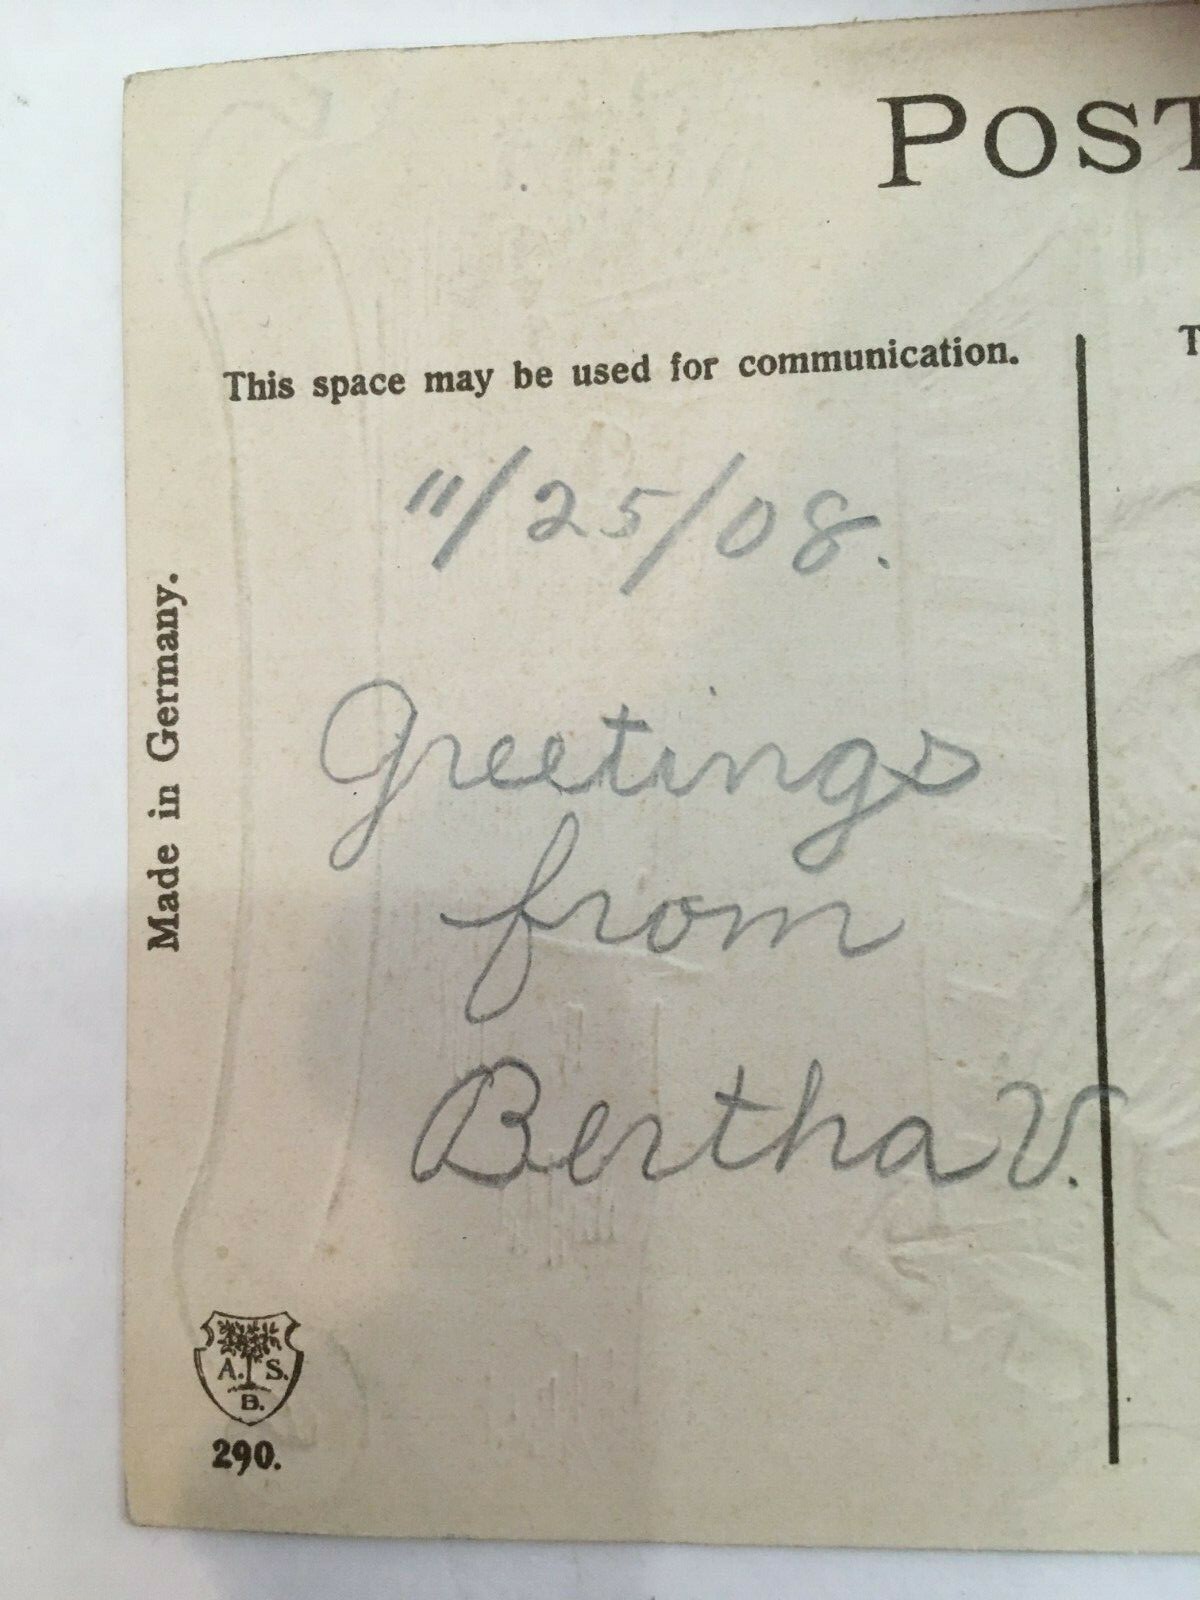 POST
This space may be used for communication.
T
11/25/08.
Greetings
from
Bertha V.
Made in Germany.
A. S.
B.
290.